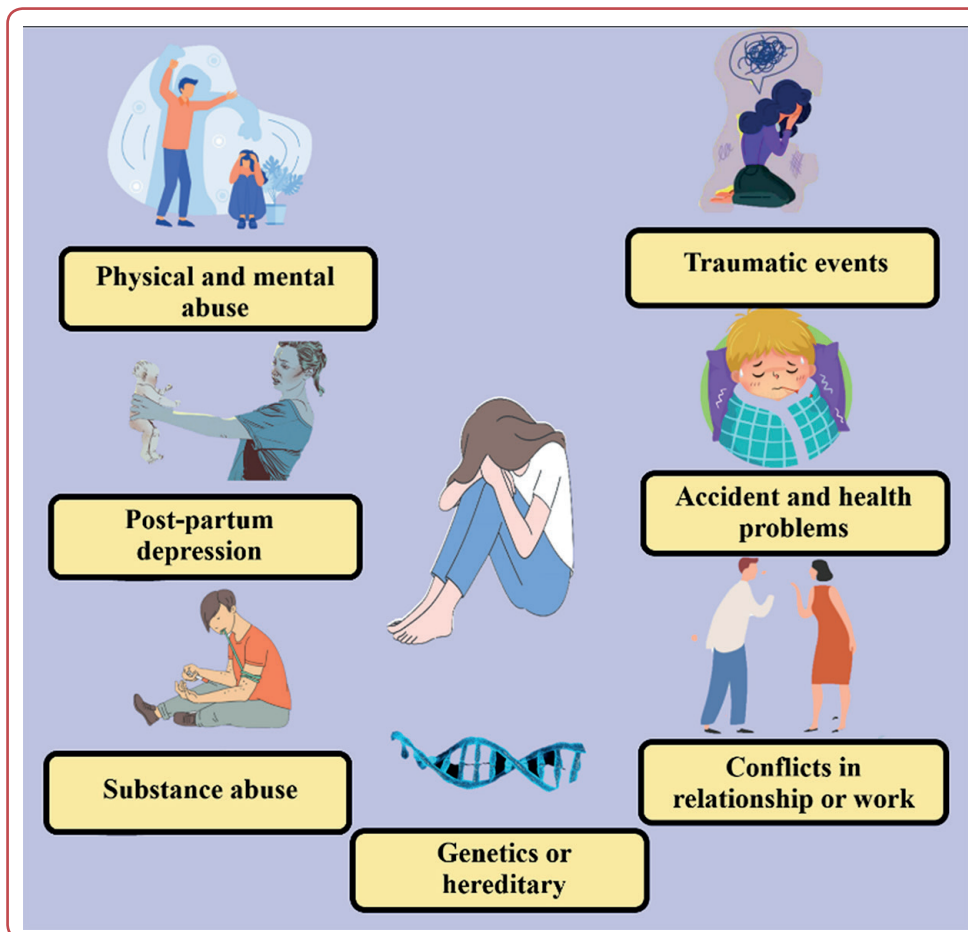 Physical and mental
abuse
Traumatic events
Post-partum
depression
Accident and health
problems
Substance abuse
Conflicts in
relationship or work
Genetics or
hereditary